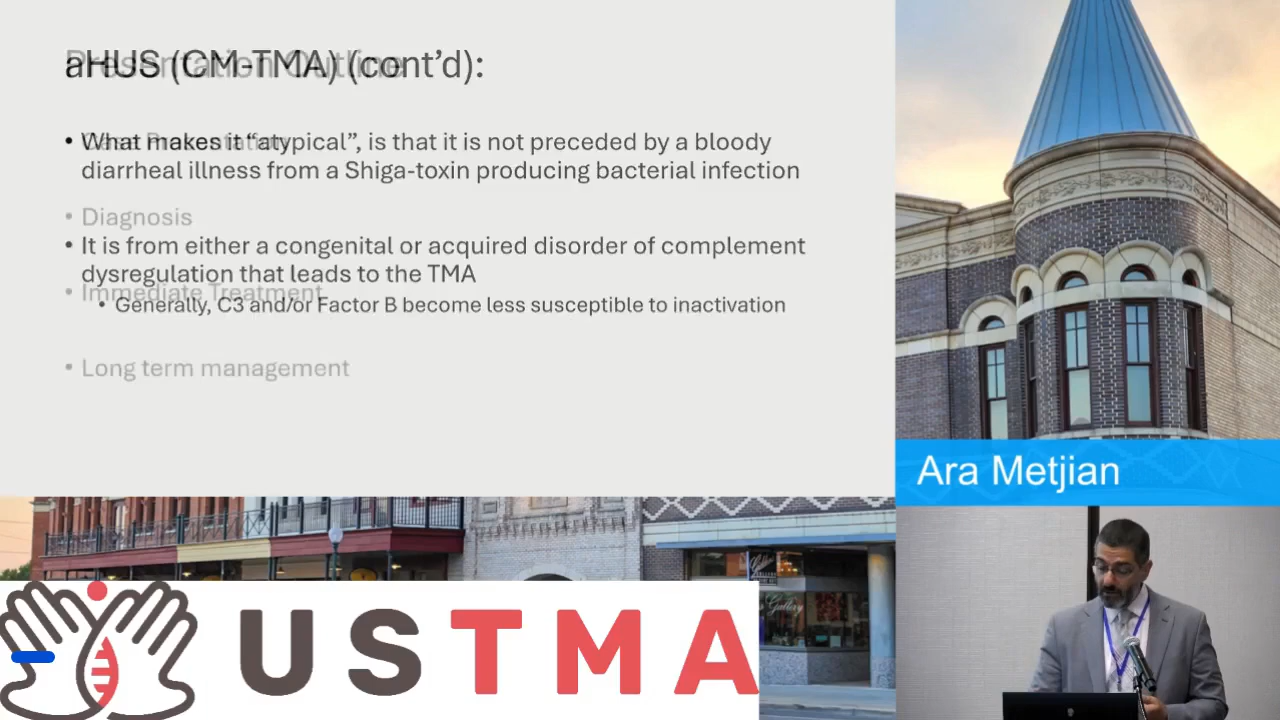 aHUS (CM-TMA) (cont’d):
Presentation Outline
• What makes it “atypical”, is that it is not preceded by a bloody
diarrheal illness from a Shiga-toxin producing bacterial infection
• Diagnosis
• It is from either a congenital or acquired disorder of complement
dysregulation that leads to the TMA
• Immediate Treatment
• Generally, C3 and/or Factor B become less susceptible to inactivation
• Long term management
Ara Metjian
Gallery
USTMA